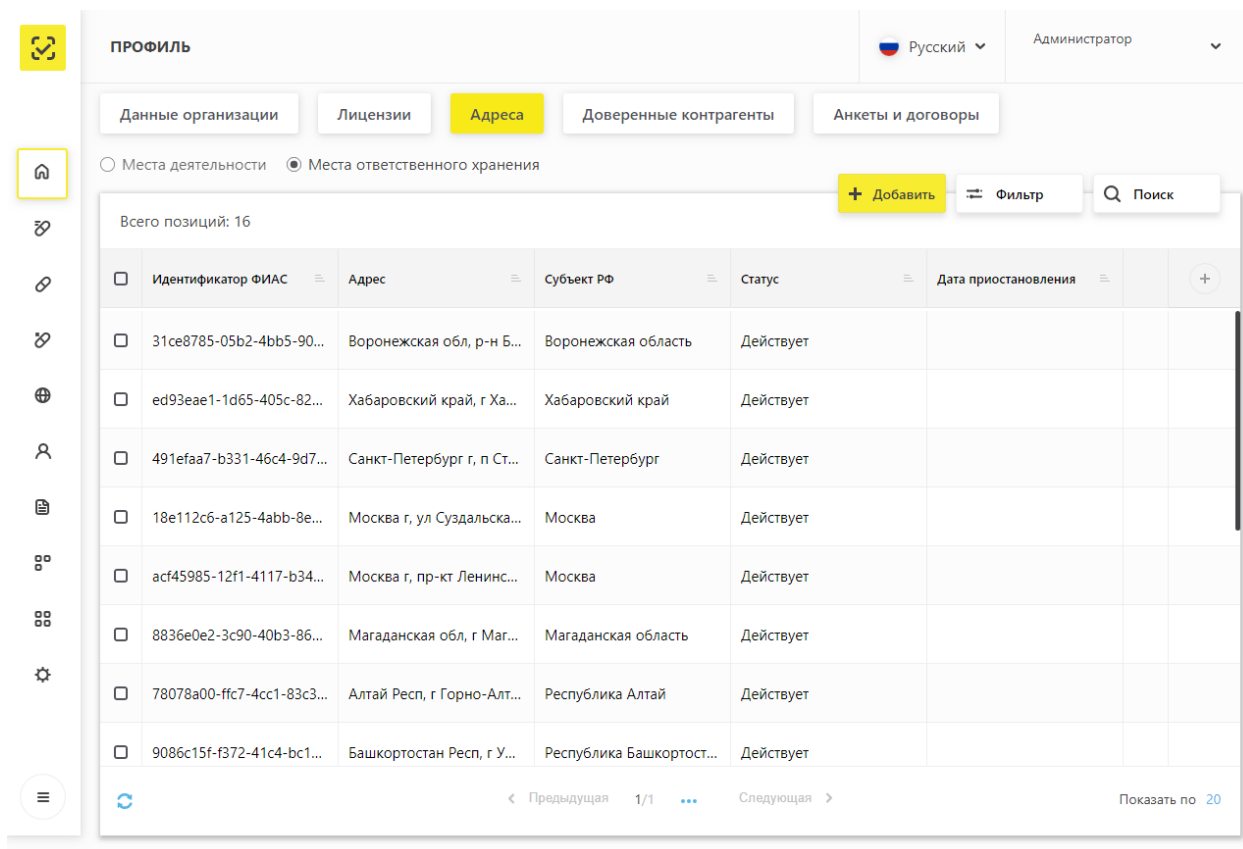 ПРОФИЛЬ
Русский
Администратор
Данные организации
Лицензии
Адреса
Доверенные контрагенты
Анкеты и договоры
Места деятельности
Места ответственного хранения
+ Добавить
Фильтр
Поиск
Всего позиций: 16
Идентификатор ФИАС Адрес Субъект РФ Статус Дата приостановления
31ce8785-05b2-4bb5-90... Воронежская обл, р-н Б... Воронежская область Действует
ed93eae1-1d65-405c-82... Хабаровский край, г Ха... Хабаровский край Действует
491efaa7-b331-46c4-9d7... Санкт-Петербург г, п Ст... Санкт-Петербург Действует
18e112c6-a125-4abb-8e... Москва г, ул Суздальска... Москва Действует
acf45985-12f1-4117-b34... Москва г, пр-кт Ленинс... Москва Действует
8836e0e2-3c90-40b3-86... Магаданская обл, г Маг... Магаданская область Действует
78078a00-ffc7-4cc1-83c3... Алтай Респ, г Горно-Алт... Республика Алтай Действует
9086c15f-f372-41c4-bc1... Башкортостан Респ, г У... Республика Башкортост... Действует
Предыдущая 1/1 ... Следующая
Показать по 20